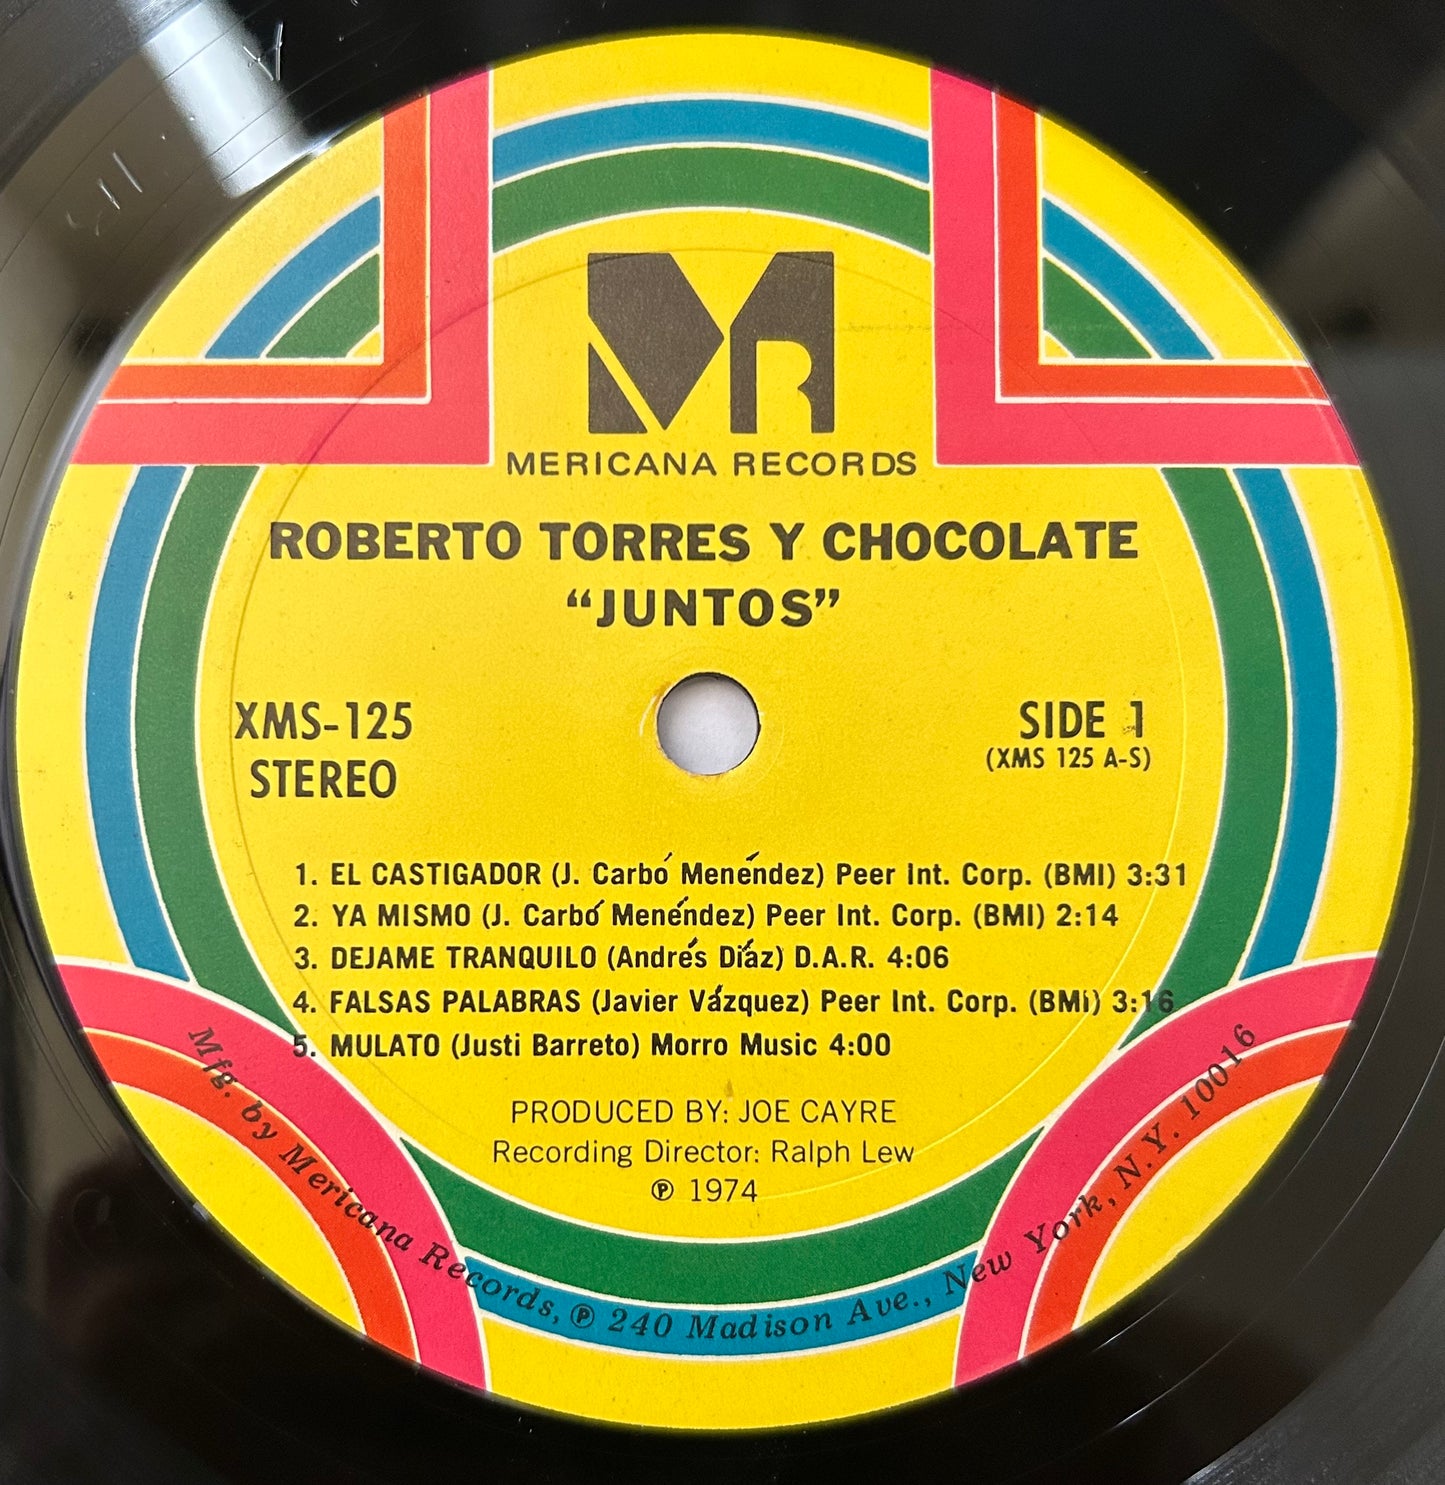 MR
MERICANA RECORDS
ROBERTO TORRES Y CHOCOLATE
“JUNTOS”
XMS-125
STEREO
SIDE 1
(XMS 125 A-S)
1. EL CASTIGADOR (J. Carbó Menéndez) Peer Int. Corp. (BMI) 3:31
2. YA MISMO (J. Carbó Menéndez) Peer Int. Corp. (BMI) 2:14
3. DEJAME TRANQUILO (Andrés Díaz) D.A.R. 4:06
4. FALSAS PALABRAS (Javier Vázquez) Peer Int. Corp. (BMI) 3:16
5. MULATO (Justi Barreto) Morro Music 4:00
PRODUCED BY: JOE CAYRE
Recording Director: Ralph Lew
℗ 1974
Mfg. by Mericana Records, ℗ 240 Madison Ave., New York, N.Y. 10016